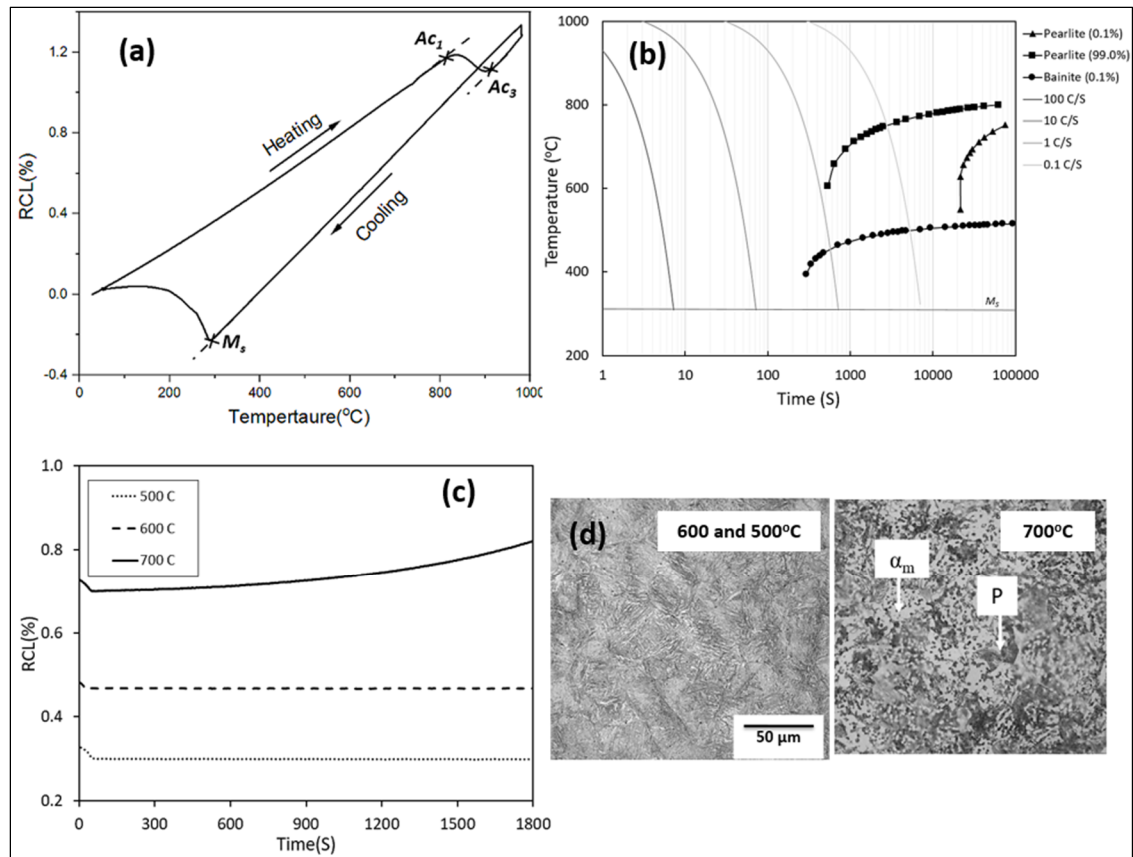 (a)
Ac1
Ac3
Heating
Cooling
Ms
RCL(%)
1.2
0.8
0.4
0.0
-0.4
0
200
400
600
800
1000
Tempertaure(°C)
(b)
Temperature (°C)
1000
800
600
400
200
Ms
1
10
100
1000
10000
100000
Time (S)
Pearlite (0.1%)
Pearlite (99.0%)
Bainite (0.1%)
100 C/S
10 C/S
1 C/S
0.1 C/S
(c)
500 C
600 C
700 C
RCL(%)
1.0
0.8
0.6
0.4
0.2
0
300
600
900
1200
1500
1800
Time(S)
(d)
600 and 500°C
50 µm
700°C
αm
P